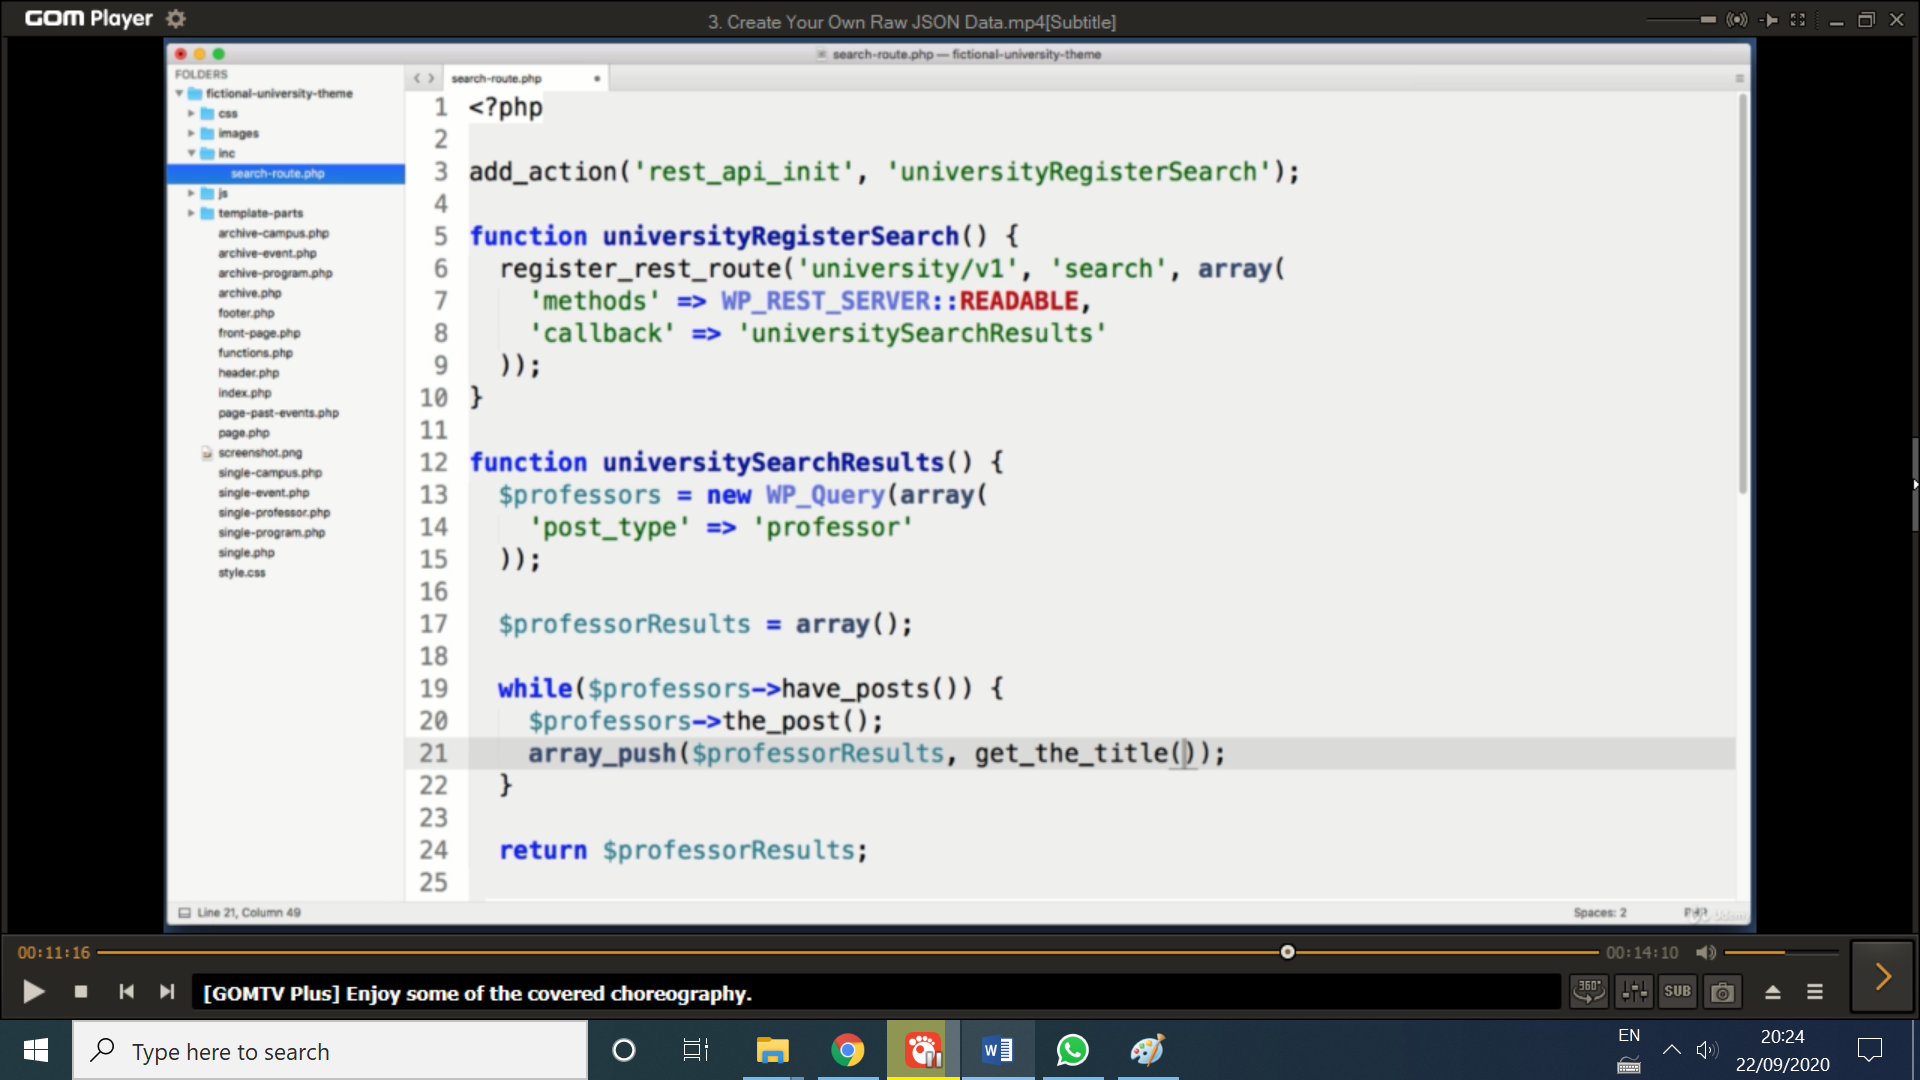 GOM Player
3. Create Your Own Raw JSON Data.mp4[Subtitle]
search-route.php — fictional-university-theme
FOLDERS
fictional-university-theme
css
images
inc
search-route.php
js
template-parts
archive-campus.php
archive-event.php
archive-program.php
archive.php
footer.php
front-page.php
functions.php
header.php
index.php
page-past-events.php
page.php
screenshot.png
single-campus.php
single-event.php
single-professor.php
single-program.php
single.php
style.css
search-route.php
1 <?php
2
3 add_action('rest_api_init', 'universityRegisterSearch');
4
5 function universityRegisterSearch() {
6 register_rest_route('university/v1', 'search', array(
7 'methods' => WP_REST_SERVER::READABLE,
8 'callback' => 'universitySearchResults'
9 ));
10 }
11
12 function universitySearchResults() {
13 $professors = new WP_Query(array(
14 'post_type' => 'professor'
15 ));
16
17 $professorResults = array();
18
19 while($professors->have_posts()) {
20 $professors->the_post();
21 array_push($professorResults, get_the_title());
22 }
23
24 return $professorResults;
25
Line 21, Column 49
Spaces: 2
PHP
00:11:16
00:14:10
[GOMTV Plus] Enjoy some of the covered choreography.
360°
SUB
Type here to search
EN
20:24
22/09/2020